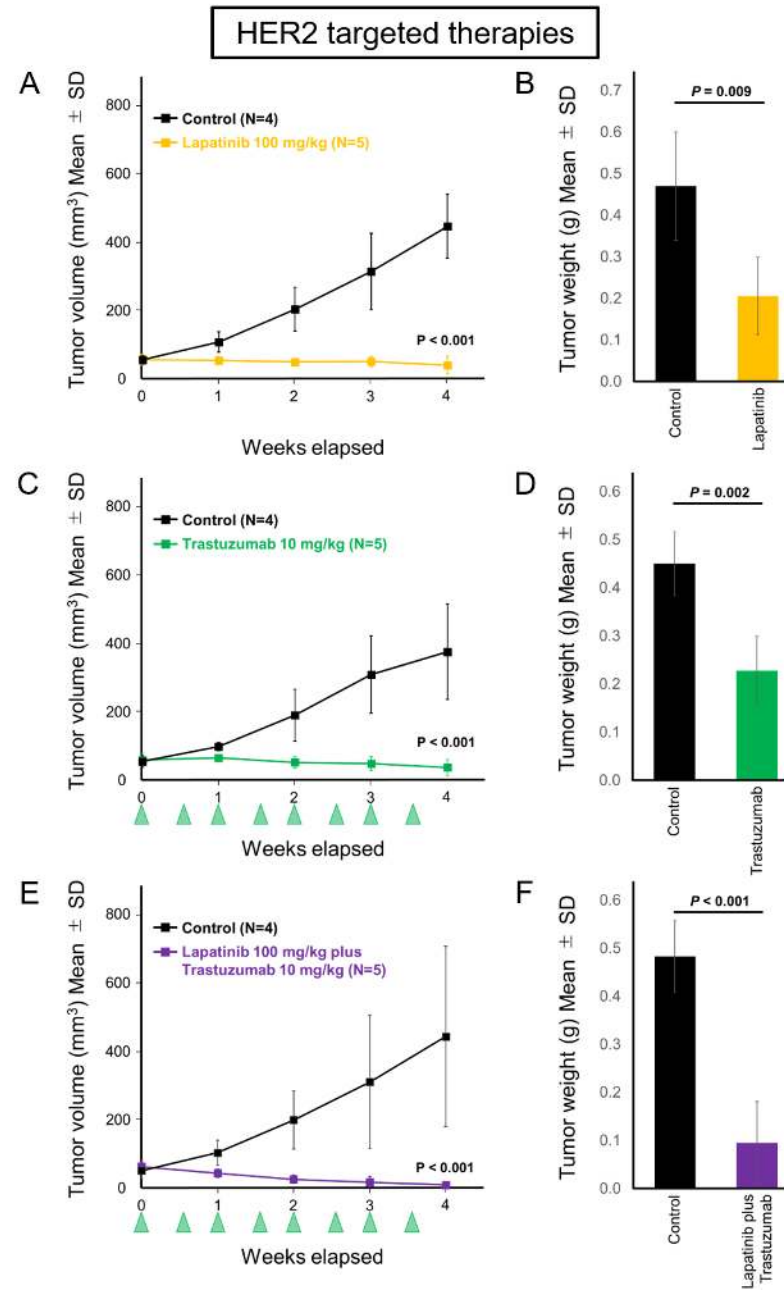 HER2 targeted therapies
A
Tumor volume (mm³) Mean ± SD
800
600
400
200
0
Control (N=4)
Lapatinib 100 mg/kg (N=5)
P < 0.001
0 1 2 3 4
Weeks elapsed
B
Tumor weight (g) Mean ± SD
0.7
0.6
0.5
0.4
0.3
0.2
0.1
0.0
P = 0.009
Control
Lapatinib
C
Tumor volume (mm³) Mean ± SD
800
600
400
200
0
Control (N=4)
Trastuzumab 10 mg/kg (N=5)
P < 0.001
0 1 2 3 4
Weeks elapsed
D
Tumor weight (g) Mean ± SD
0.6
0.5
0.4
0.3
0.2
0.1
0.0
P = 0.002
Control
Trastuzumab
E
Tumor volume (mm³) Mean ± SD
800
600
400
200
0
Control (N=4)
Lapatinib 100 mg/kg plus
Trastuzumab 10 mg/kg (N=5)
P < 0.001
0 1 2 3 4
Weeks elapsed
F
Tumor weight (g) Mean ± SD
0.6
0.5
0.4
0.3
0.2
0.1
0.0
P < 0.001
Control
Lapatinib plus
Trastuzumab